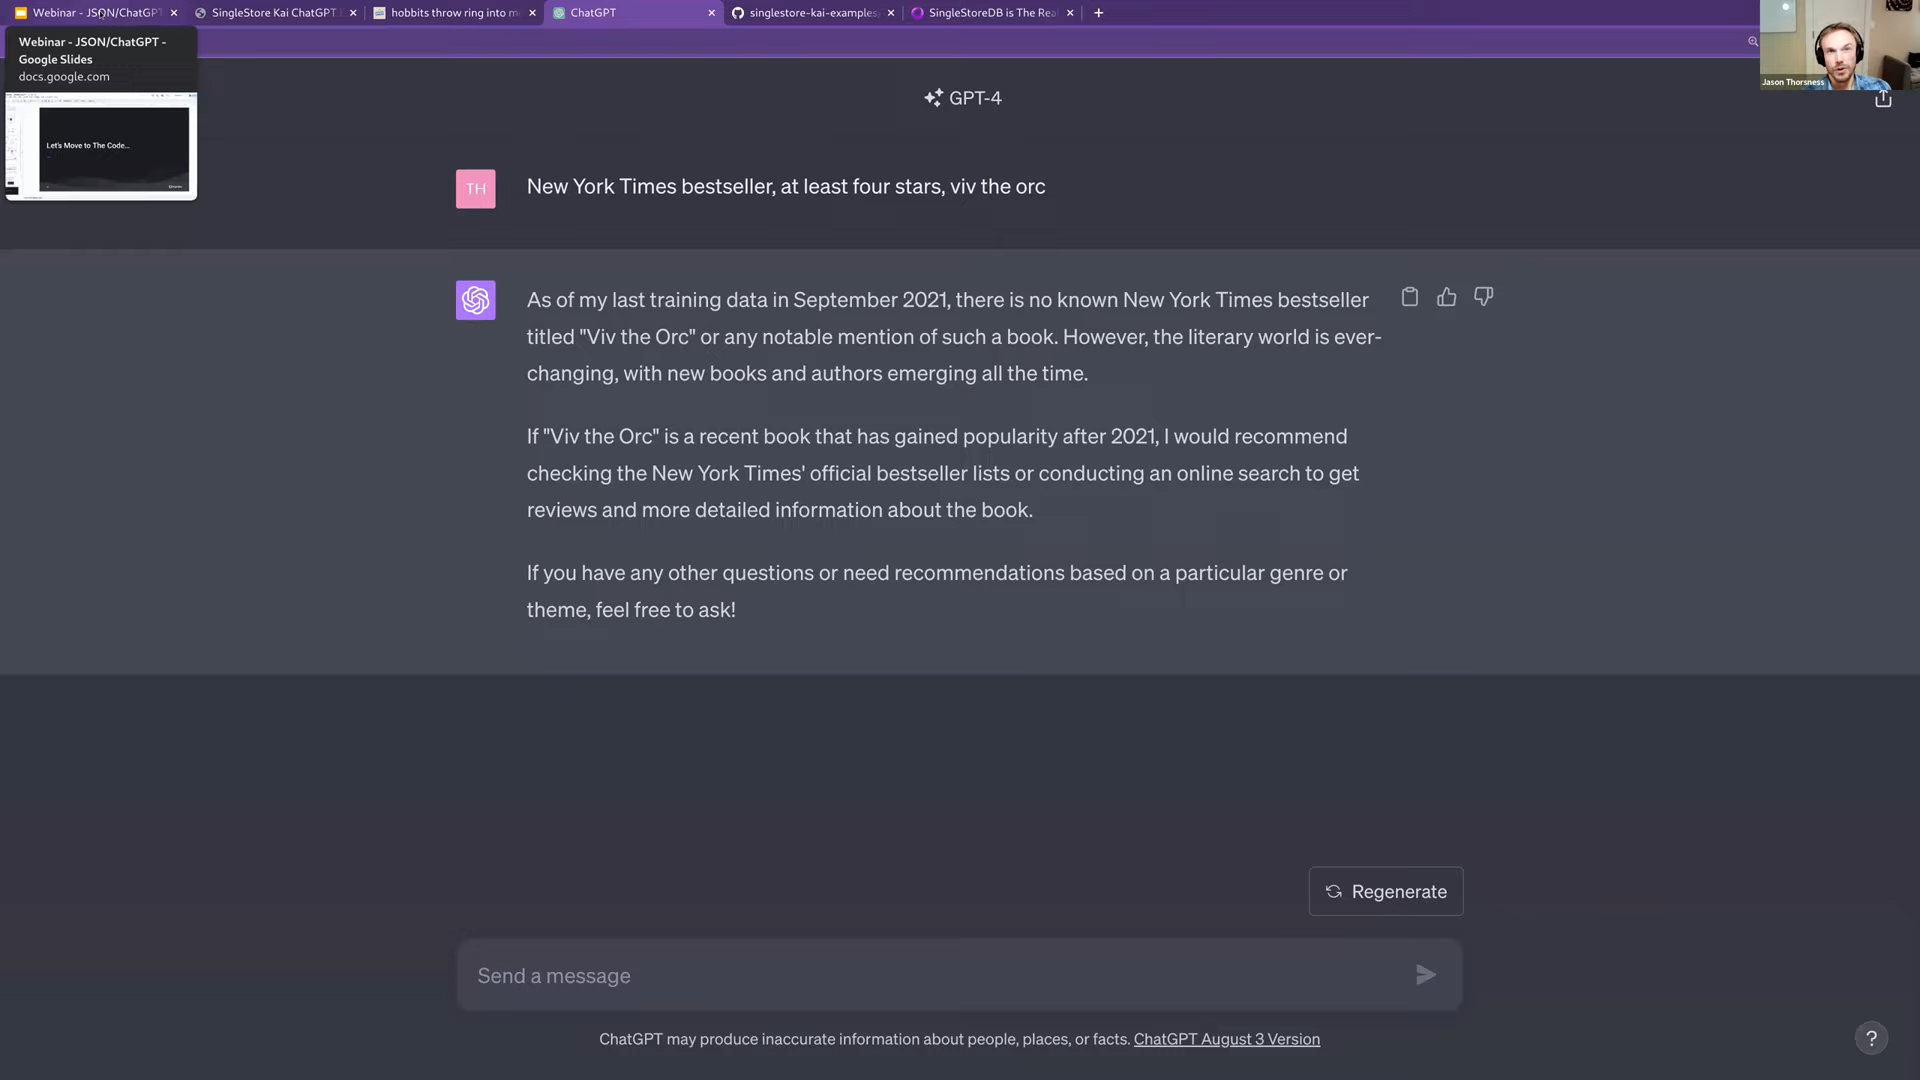 Webinar - JSON/ChatGPT
SingleStore Kai ChatGPT
hobbits throw ring into m
ChatGPT
singlestore-kai-examples
SingleStoreDB is The Rea
Webinar - JSON/ChatGPT -
Google Slides
docs.google.com
Let's Move to The Code...
Jason Thorsness
GPT-4
TH
New York Times bestseller, at least four stars, viv the orc
As of my last training data in September 2021, there is no known New York Times bestseller
titled "Viv the Orc" or any notable mention of such a book. However, the literary world is ever-
changing, with new books and authors emerging all the time.
If "Viv the Orc" is a recent book that has gained popularity after 2021, I would recommend
checking the New York Times' official bestseller lists or conducting an online search to get
reviews and more detailed information about the book.
If you have any other questions or need recommendations based on a particular genre or
theme, feel free to ask!
Regenerate
Send a message
ChatGPT may produce inaccurate information about people, places, or facts. ChatGPT August 3 Version
?